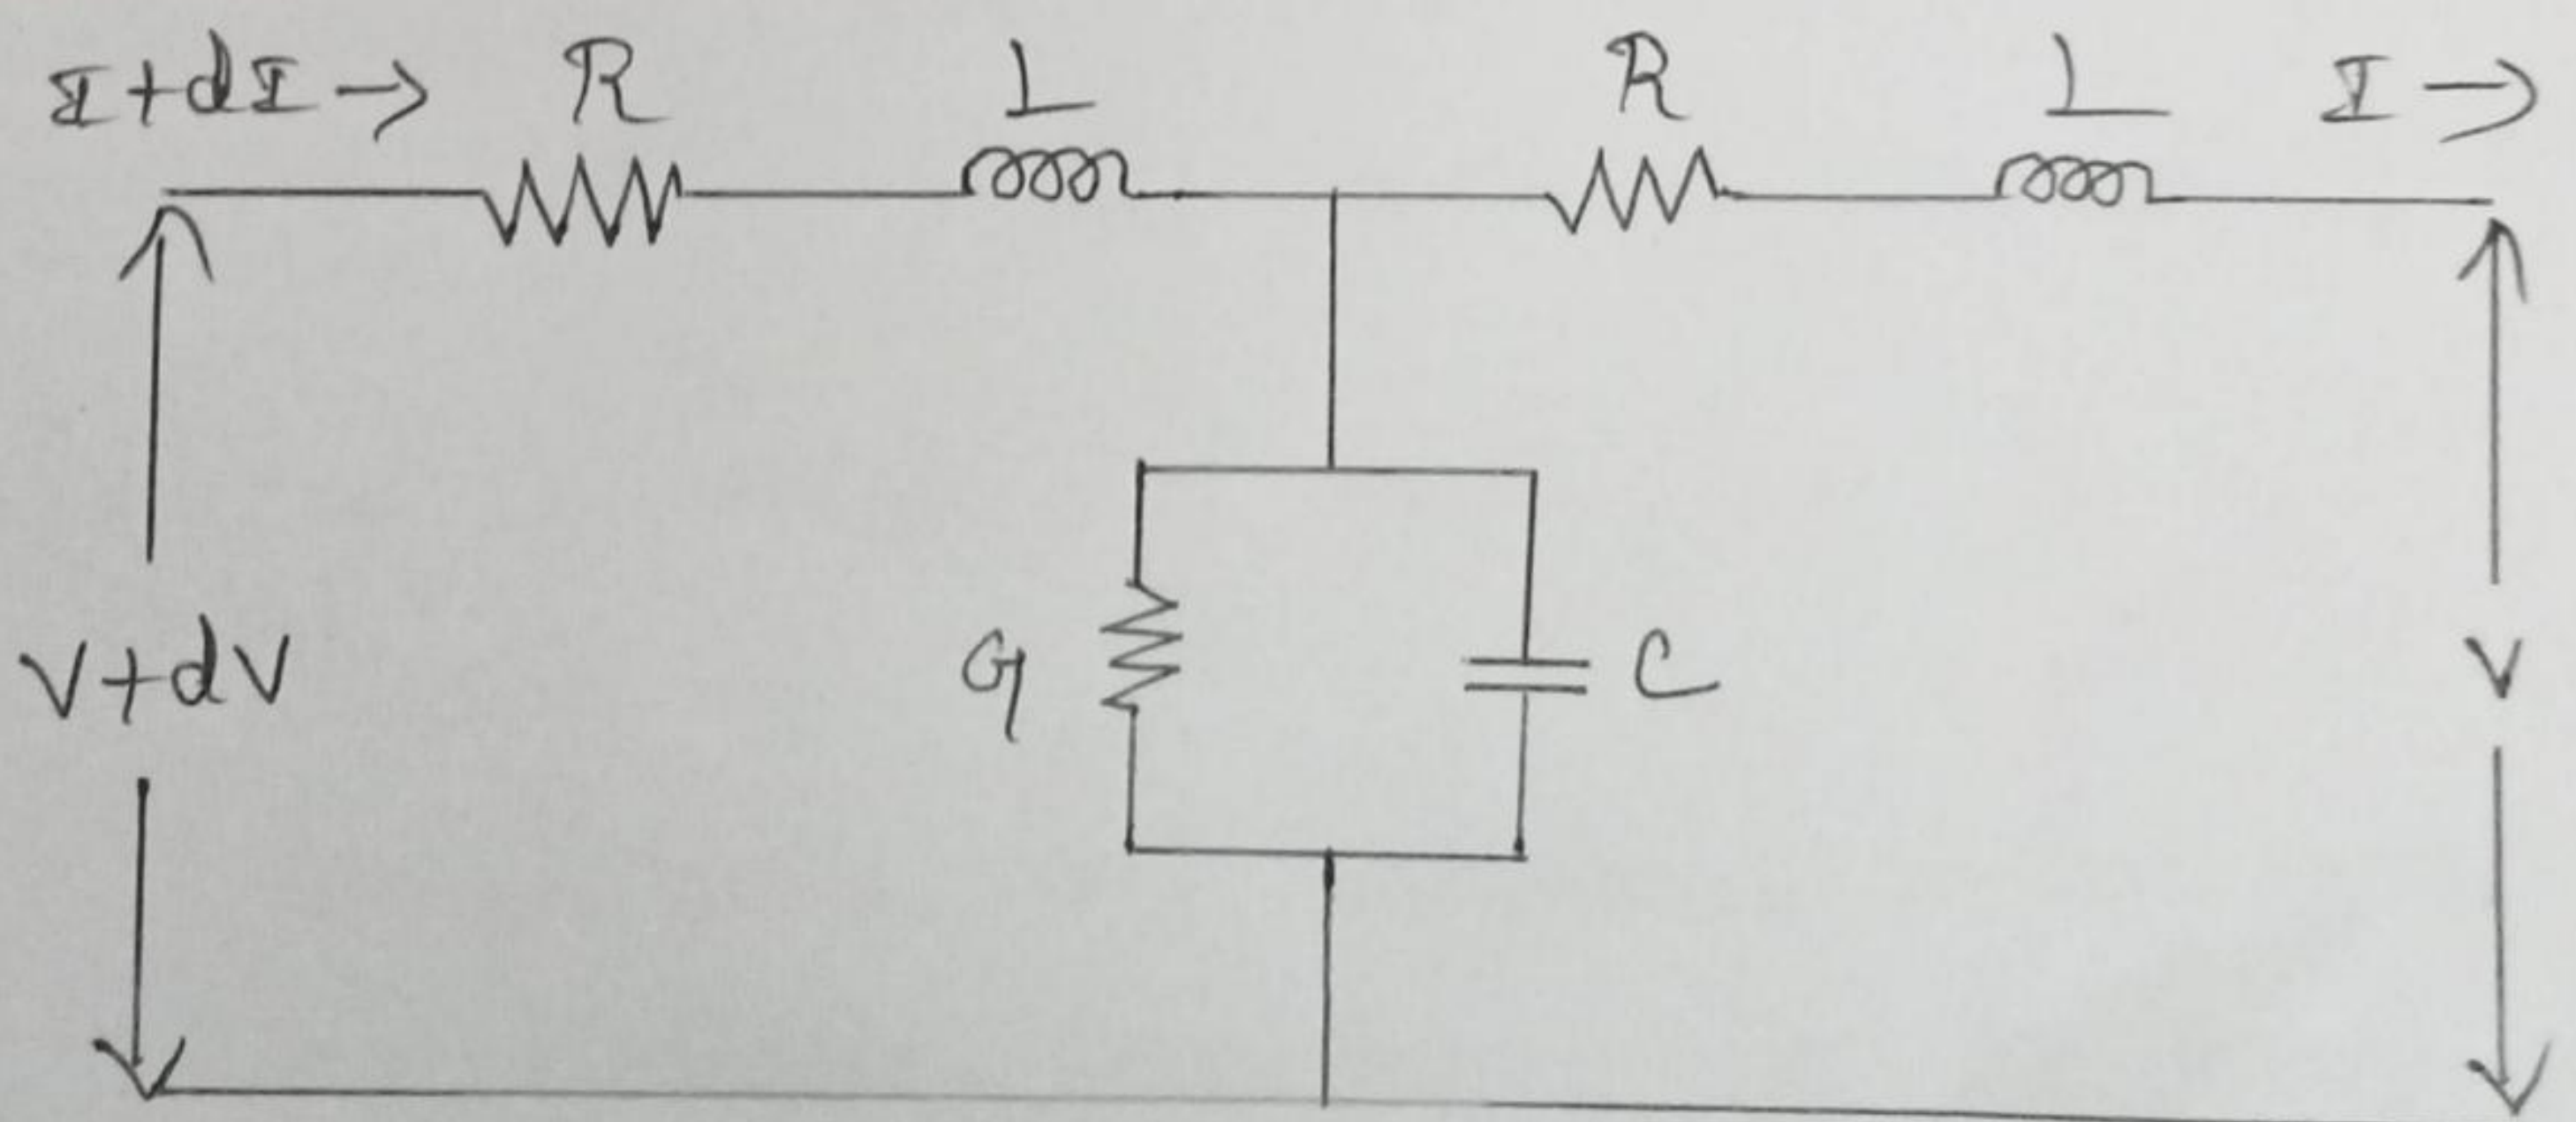 I+dI → R L R L I →
V+dV G C V